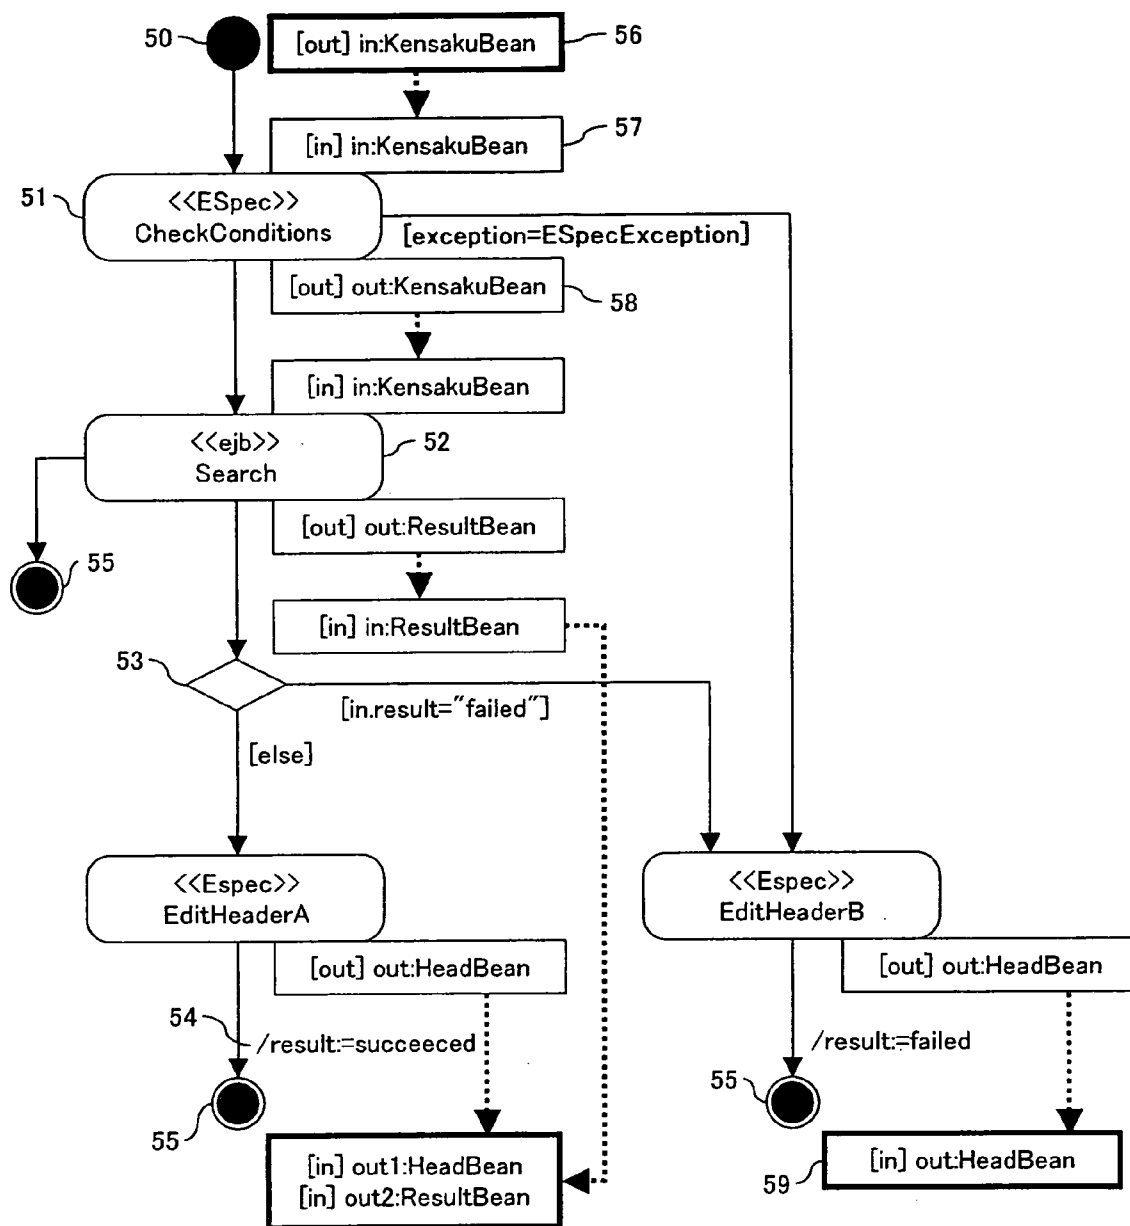 50
[out] in:KensakuBean
56
[in] in:KensakuBean
57
51
<<ESpec>>
CheckConditions
[exception=ESpecException]
[out] out:KensakuBean
58
[in] in:KensakuBean
<<ejb>>
Search
52
[out] out:ResultBean
55
[in] in:ResultBean
53
[in.result="failed"]
[else]
<<Espec>>
EditHeaderA
<<Espec>>
EditHeaderB
[out] out:HeadBean
[out] out:HeadBean
54
/result:=succeeced
/result:=failed
55
55
[in] out1:HeadBean
[in] out2:ResultBean
[in] out:HeadBean
59